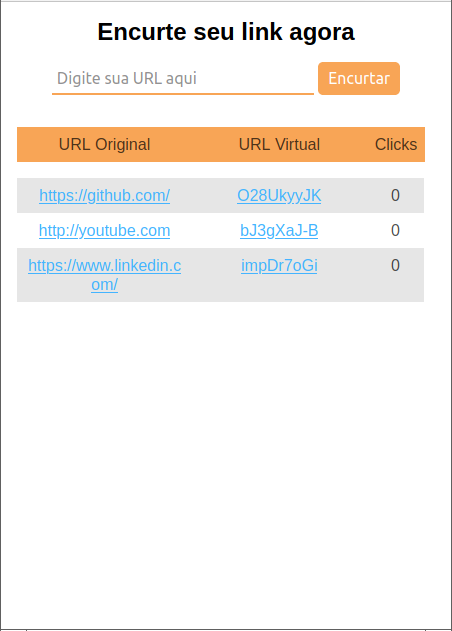 Encurte seu link agora
Digite sua URL aqui Encurtar
URL Original URL Virtual Clicks
https://github.com/ O28UkyyJK 0
http://youtube.com bJ3gXaJ-B 0
https://www.linkedin.c impDr7oGi 0
om/